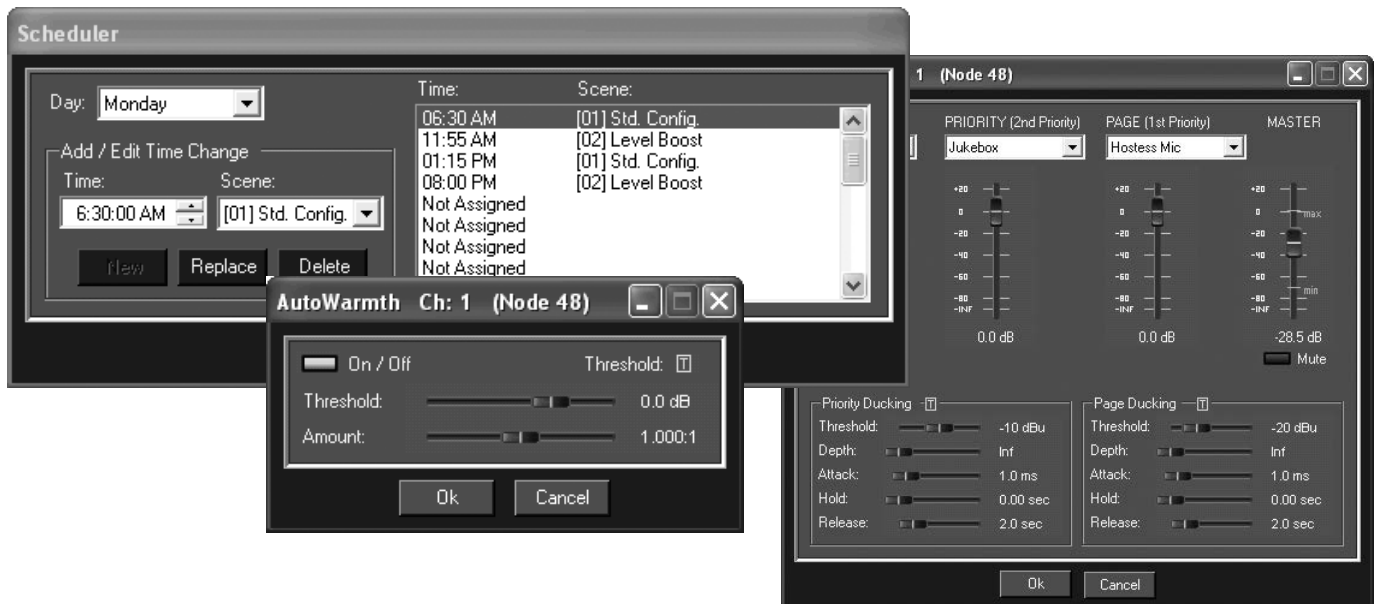 Scheduler
Day: Monday
Add / Edit Time Change
Time: Scene:
6:30:00 AM [01] Std. Config.
New Replace Delete
Time: Scene:
06:30 AM [01] Std. Config.
11:55 AM [02] Level Boost
01:15 PM [01] Std. Config.
08:00 PM [02] Level Boost
Not Assigned
Not Assigned
Not Assigned
Not Assigned
AutoWarmth Ch: 1 (Node 48)
On / Off Threshold: T
Threshold: 0.0 dB
Amount: 1.000:1
Ok Cancel
1 (Node 48)
PRIORITY (2nd Priority) PAGE (1st Priority) MASTER
Jukebox Hostess Mic
+20 +20 +20
0 0 0 max
-20 -20 -20
-40 -40 -40
-60 -60 -60
-80 -80 -80 min
-INF -INF -INF
0.0 dB 0.0 dB -28.5 dB
Mute
Priority Ducking T
Threshold: -10 dBu
Depth: Inf
Attack: 1.0 ms
Hold: 0.00 sec
Release: 2.0 sec
Page Ducking T
Threshold: -20 dBu
Depth: Inf
Attack: 1.0 ms
Hold: 0.00 sec
Release: 2.0 sec
Ok Cancel